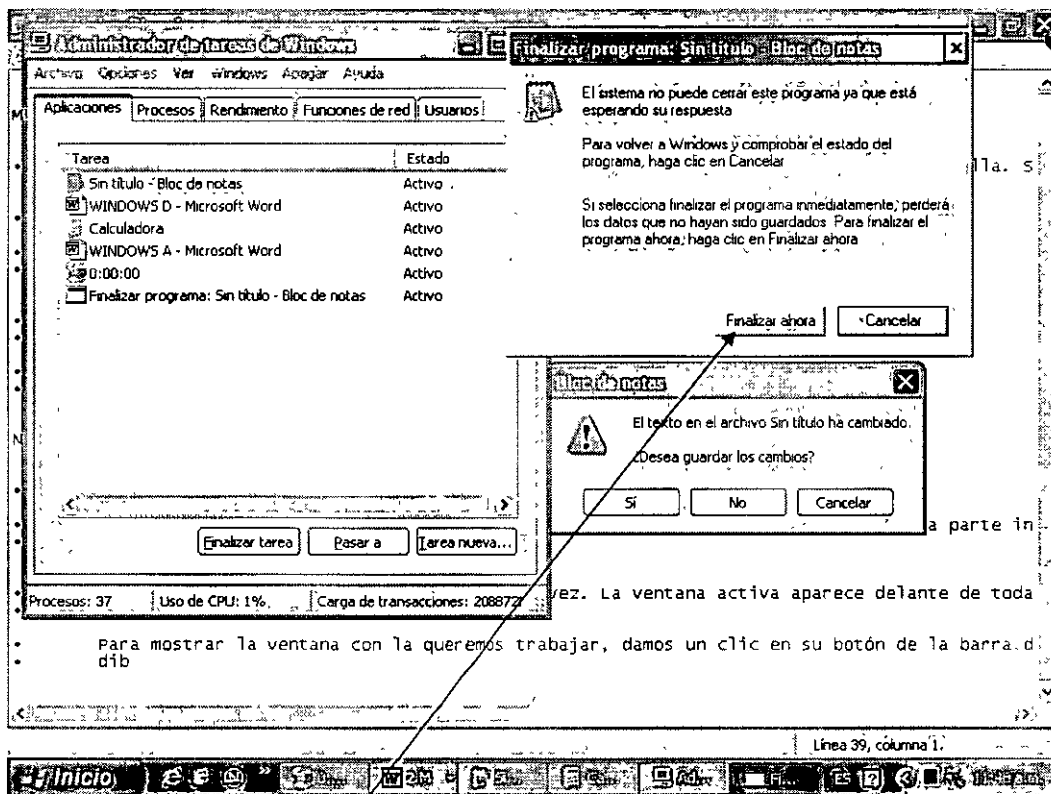 Administrador de tareas de Windows
Archivo Opciones Ver Windows Apagar Ayuda
Aplicaciones Procesos Rendimiento Funciones de red Usuarios
Tarea Estado
Sin título - Bloc de notas Activo
WINDOWS D - Microsoft Word Activo
Calculadora Activo
WINDOWS A - Microsoft Word Activo
0:00:00 Activo
Finalizar programa: Sin título - Bloc de notas Activo
Finalizar tarea Pasar a Tarea nueva...
Procesos: 37 Uso de CPU: 1% Carga de transacciones: 208872
Finalizar programa: Sin título - Bloc de notas
El sistema no puede cerrar este programa ya que está
esperando su respuesta
Para volver a Windows y comprobar el estado del
programa, haga clic en Cancelar
Si selecciona finalizar el programa inmediatamente, perderá
los datos que no hayan sido guardados. Para finalizar el
programa ahora, haga clic en Finalizar ahora
Finalizar ahora Cancelar
Bloc de notas
El texto en el archivo Sin título ha cambiado.
¿Desea guardar los cambios?
Sí No Cancelar
lla. S
a parte in
vez. La ventana activa aparece delante de toda
Para mostrar la ventana con la queremos trabajar, damos un clic en su botón de la barra d
dib
Línea 39, columna 1
Inicio